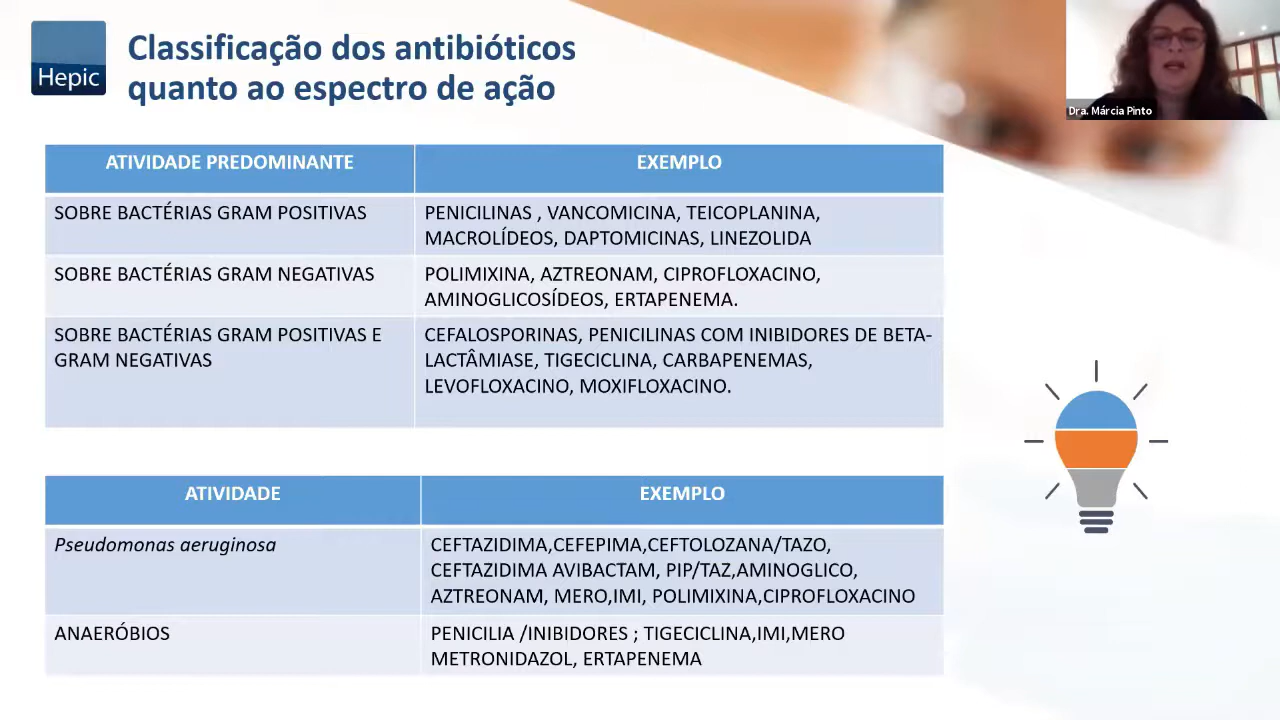 Hepic
Classificação dos antibióticos
quanto ao espectro de ação
Dra. Márcia Pinto
ATIVIDADE PREDOMINANTE
EXEMPLO
SOBRE BACTÉRIAS GRAM POSITIVAS
PENICILINAS , VANCOMICINA, TEICOPLANINA,
MACROLÍDEOS, DAPTOMICINAS, LINEZOLIDA
SOBRE BACTÉRIAS GRAM NEGATIVAS
POLIMIXINA, AZTREONAM, CIPROFLOXACINO,
AMINOGLICOSÍDEOS, ERTAPENEMA.
SOBRE BACTÉRIAS GRAM POSITIVAS E
GRAM NEGATIVAS
CEFALOSPORINAS, PENICILINAS COM INIBIDORES DE BETA-
LACTÂMIASE, TIGECICLINA, CARBAPENEMAS,
LEVOFLOXACINO, MOXIFLOXACINO.
ATIVIDADE
EXEMPLO
Pseudomonas aeruginosa
CEFTAZIDIMA,CEFEPIMA,CEFTOLOZANA/TAZO,
CEFTAZIDIMA AVIBACTAM, PIP/TAZ,AMINOGLICO,
AZTREONAM, MERO,IMI, POLIMIXINA,CIPROFLOXACINO
ANAERÓBIOS
PENICILIA /INIBIDORES ; TIGECICLINA,IMI,MERO
METRONIDAZOL, ERTAPENEMA